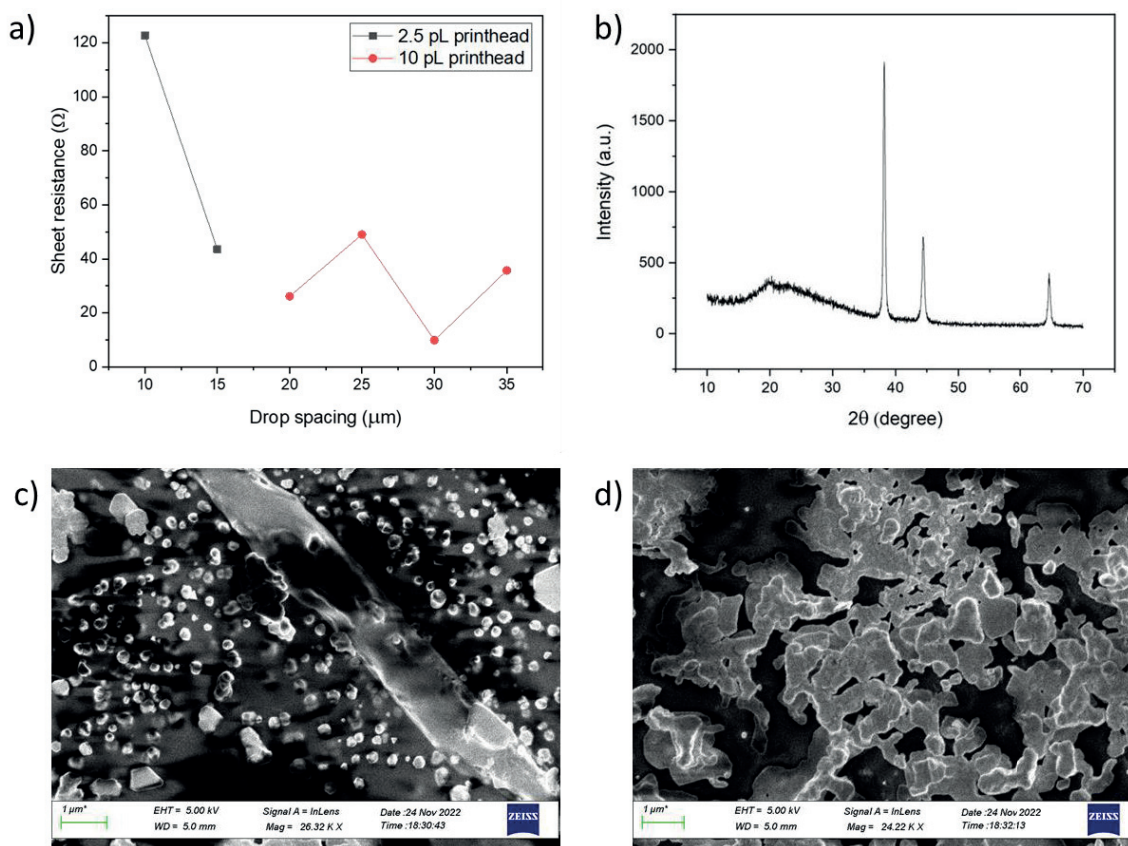 a)
120
100
80
60
40
20
0
10
15
20
25
30
35
Sheet resistance (Ω)
Drop spacing (μm)
2.5 pL printhead
10 pL printhead
b)
2000
1500
1000
500
0
10
20
30
40
50
60
70
Intensity (a.u.)
2θ (degree)
c)
1 µm*
EHT = 5.00 kV
WD = 5.0 mm
Signal A = InLens
Mag = 26.32 K X
Date :24 Nov 2022
Time :18:30:43
ZEISS
d)
1 µm*
EHT = 5.00 kV
WD = 5.0 mm
Signal A = InLens
Mag = 24.22 K X
Date :24 Nov 2022
Time :18:32:13
ZEISS